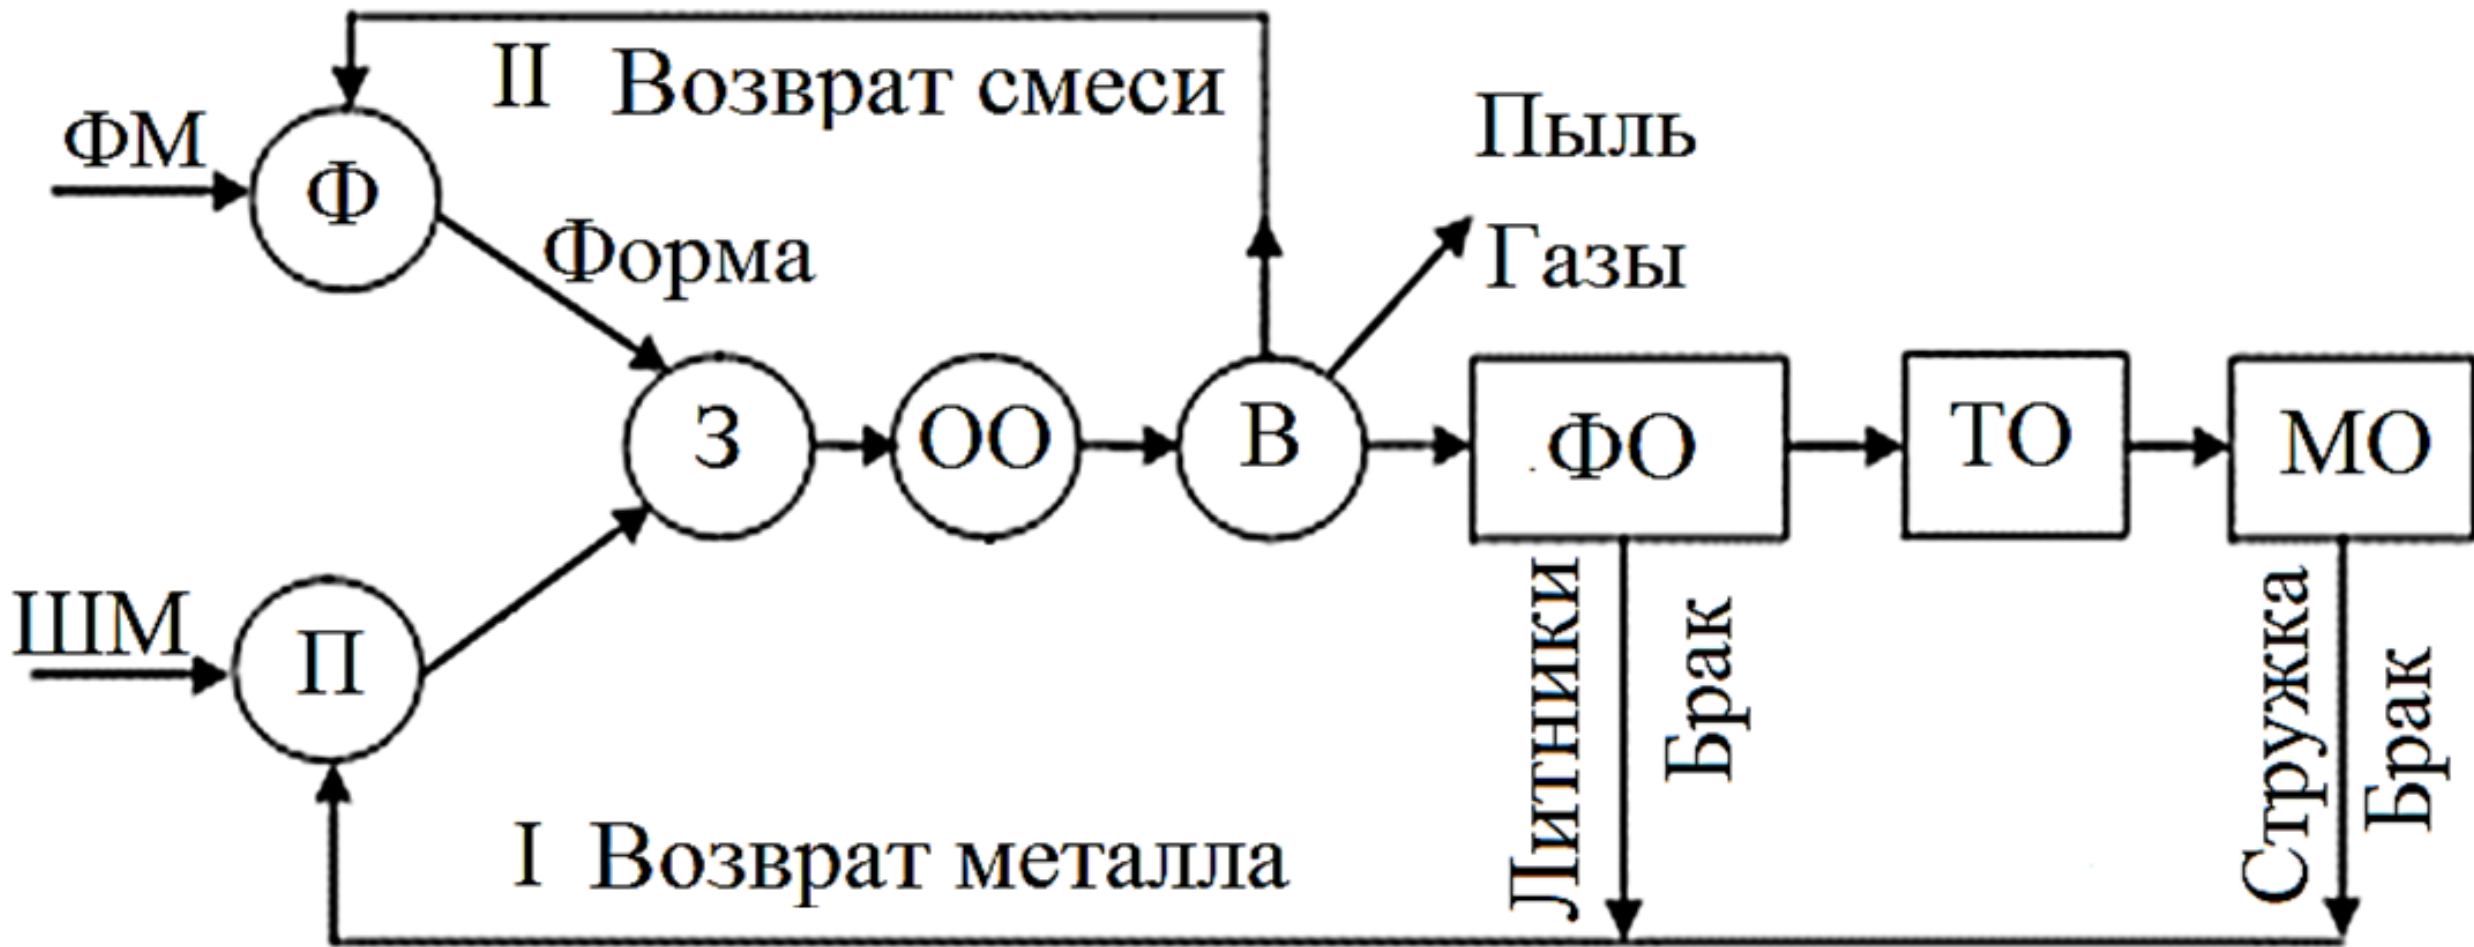 II Возврат смеси
ФМ
Ф
Форма
Пыль
Газы
З
ОО
В
ФО
ТО
МО
ШМ
П
Литники
Брак
Стружка
Брак
I Возврат металла